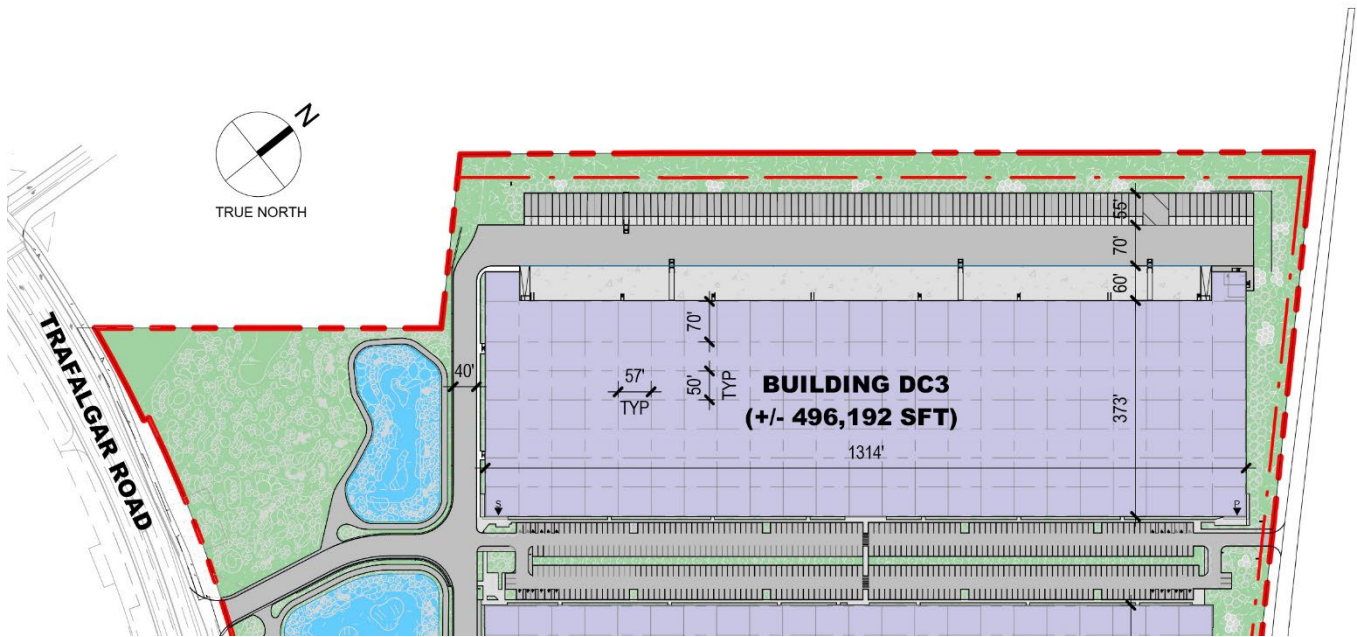 N
TRUE NORTH
TRAFALGAR ROAD
55'
70'
60'
70'
40'
57'
TYP
50'
TYP
BUILDING DC3
(+/- 496,192 SFT)
373'
1314'
S
P